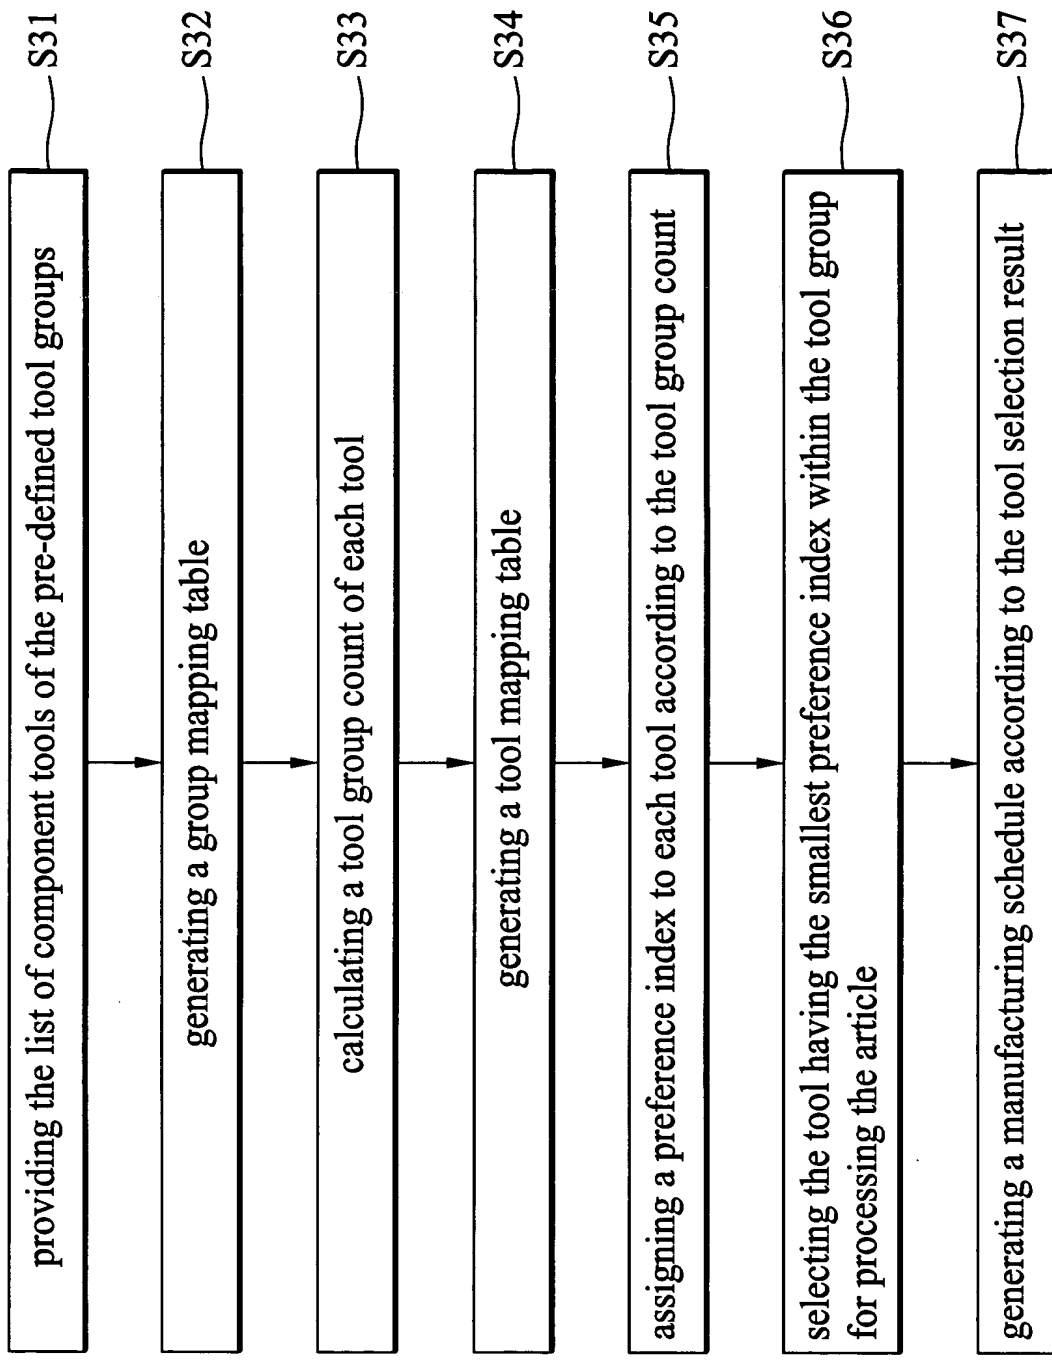 providing the list of component tools of the pre-defined tool groups
S31
generating a group mapping table
S32
calculating a tool group count of each tool
S33
generating a tool mapping table
S34
assigning a preference index to each tool according to the tool group count
S35
selecting the tool having the smallest preference index within the tool group
for processing the article
S36
generating a manufacturing schedule according to the tool selection result
S37